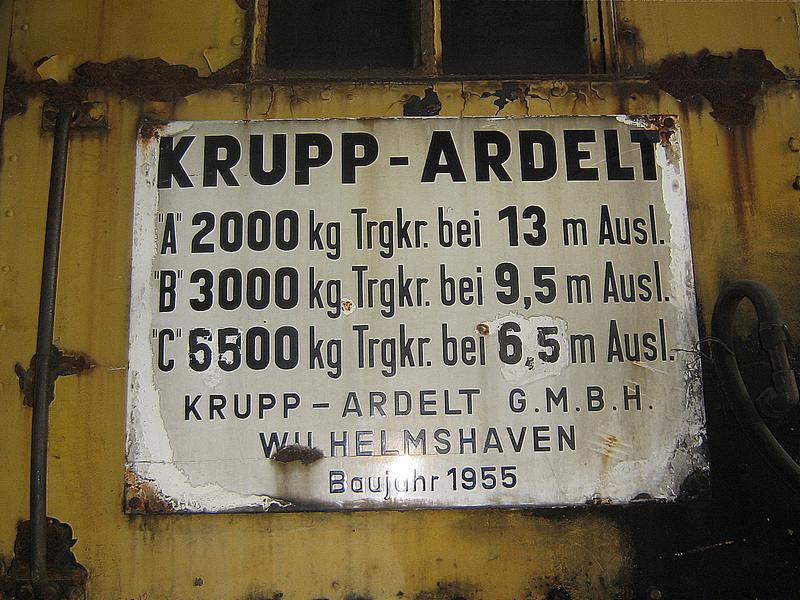 KRUPP-ARDELT
"A" 2000 kg Trgkr. bei 13 m Ausl.
"B" 3000 kg Trgkr. bei 9,5 m Ausl.
"C" 5500 kg Trgkr. bei 6,5 m Ausl.
KRUPP-ARDELT G.M.B.H.
WILHELMSHAVEN
Baujahr 1955